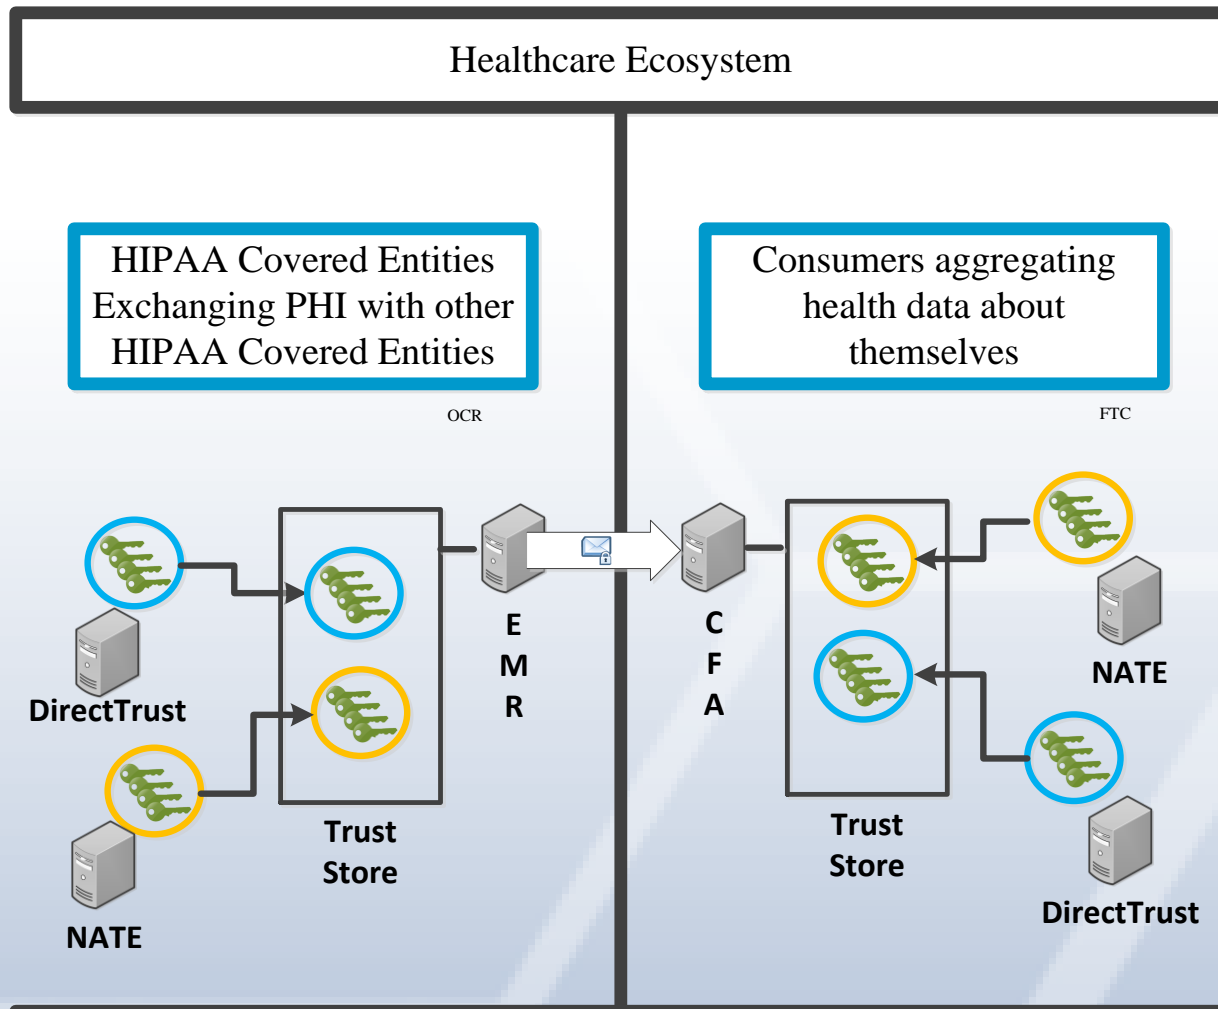 Healthcare Ecosystem
HIPAA Covered Entities
Exchanging PHI with other
HIPAA Covered Entities
OCR
DirectTrust
NATE
Trust
Store
E
M
R
Consumers aggregating
health data about
themselves
FTC
C
F
A
Trust
Store
NATE
DirectTrust